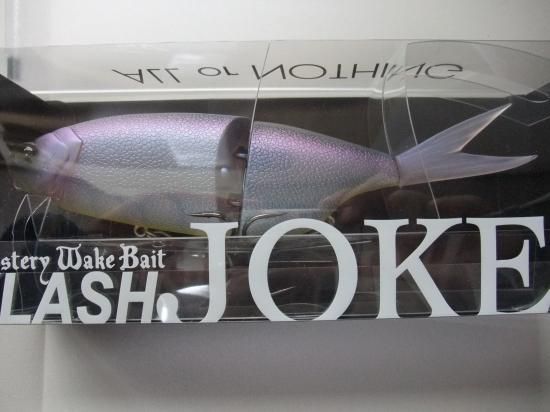 ALL or NOTHING
stery Wake Bait
LASH JOKE